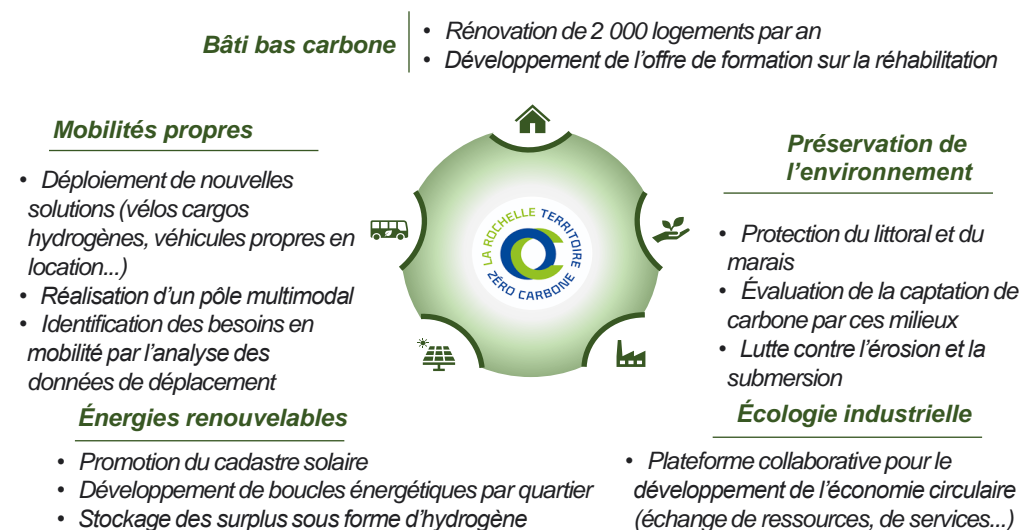 Bâti bas carbone
• Rénovation de 2 000 logements par an
• Développement de l'offre de formation sur la réhabilitation
Mobilités propres
• Déploiement de nouvelles
solutions (vélos cargos
hydrogènes, véhicules propres en
location...)
• Réalisation d'un pôle multimodal
• Identification des besoins en
mobilité par l'analyse des
données de déplacement
LA ROCHELLE TERRITOIRE
ZÉRO CARBONE
Préservation de
l'environnement
• Protection du littoral et du
marais
• Évaluation de la captation de
carbone par ces milieux
• Lutte contre l'érosion et la
submersion
Énergies renouvelables
• Promotion du cadastre solaire
• Développement de boucles énergétiques par quartier
• Stockage des surplus sous forme d'hydrogène
Écologie industrielle
• Plateforme collaborative pour le
développement de l'économie circulaire
(échange de ressources, de services...)